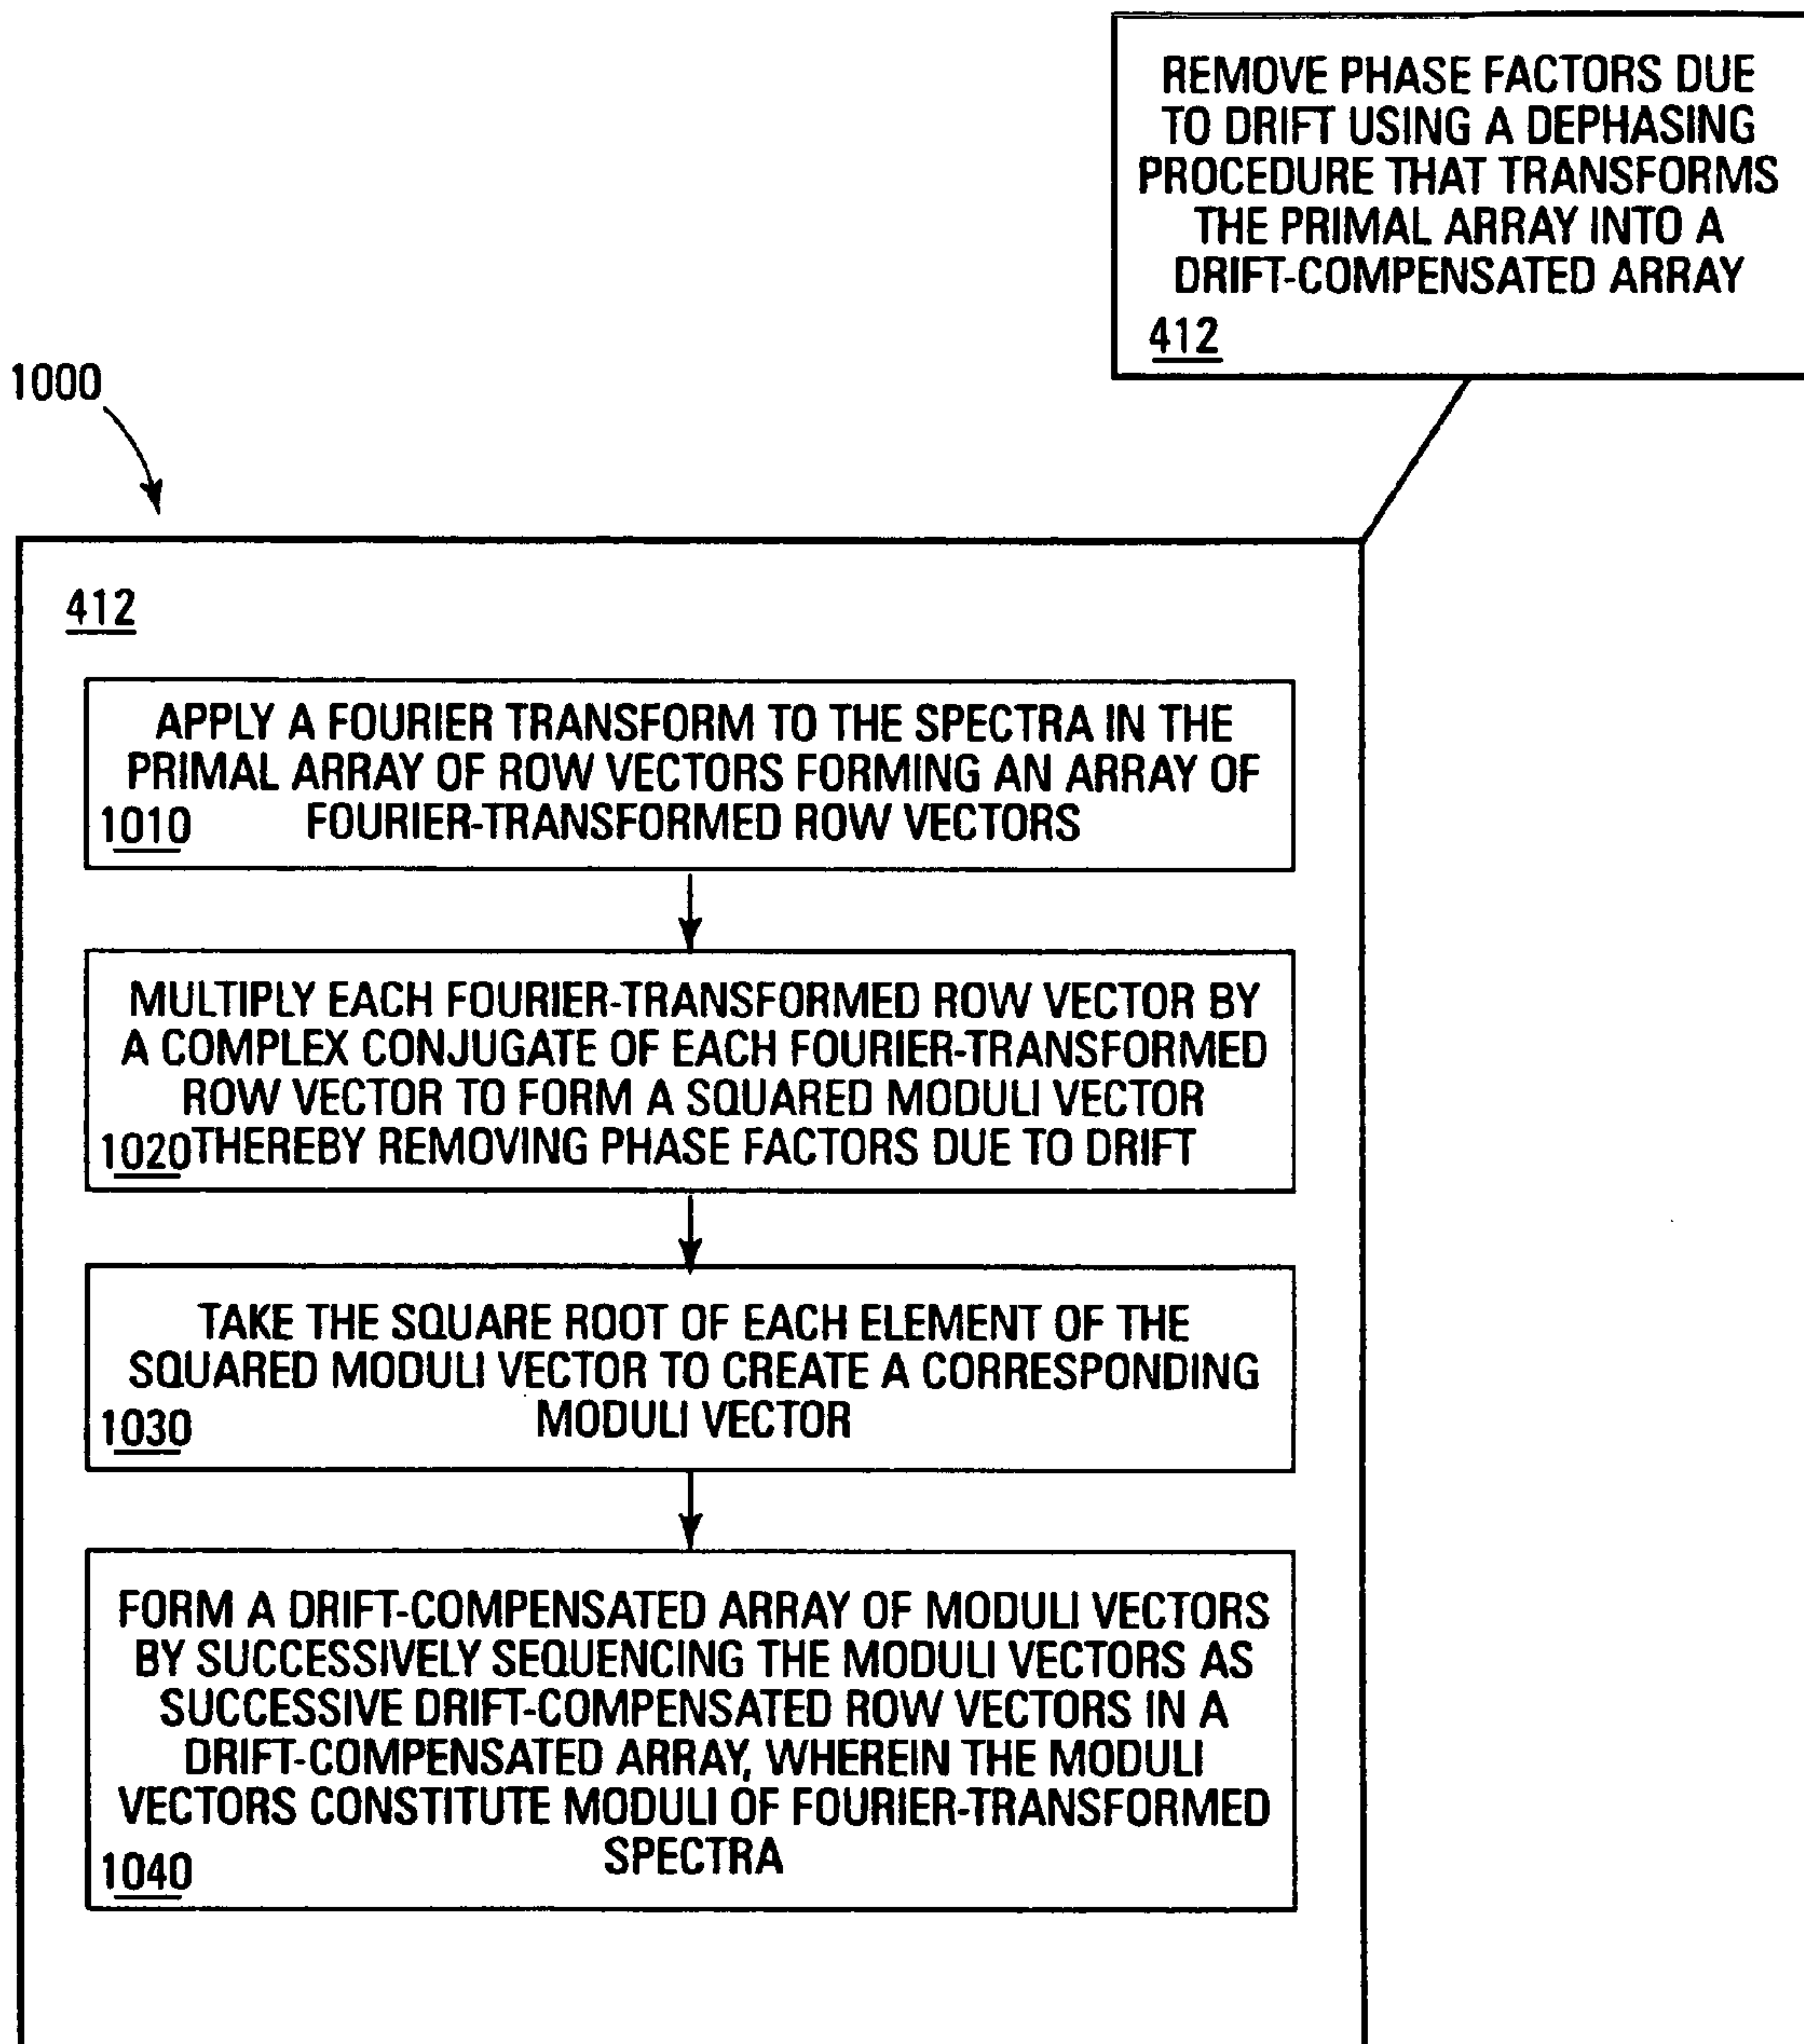 REMOVE PHASE FACTORS DUE
TO DRIFT USING A DEPHASING
PROCEDURE THAT TRANSFORMS
THE PRIMAL ARRAY INTO A
DRIFT-COMPENSATED ARRAY
412
1000
412
APPLY A FOURIER TRANSFORM TO THE SPECTRA IN THE
PRIMAL ARRAY OF ROW VECTORS FORMING AN ARRAY OF
1010 FOURIER-TRANSFORMED ROW VECTORS
MULTIPLY EACH FOURIER-TRANSFORMED ROW VECTOR BY
A COMPLEX CONJUGATE OF EACH FOURIER-TRANSFORMED
ROW VECTOR TO FORM A SQUARED MODULI VECTOR
1020 THEREBY REMOVING PHASE FACTORS DUE TO DRIFT
TAKE THE SQUARE ROOT OF EACH ELEMENT OF THE
SQUARED MODULI VECTOR TO CREATE A CORRESPONDING
1030 MODULI VECTOR
FORM A DRIFT-COMPENSATED ARRAY OF MODULI VECTORS
BY SUCCESSIVELY SEQUENCING THE MODULI VECTORS AS
SUCCESSIVE DRIFT-COMPENSATED ROW VECTORS IN A
DRIFT-COMPENSATED ARRAY, WHEREIN THE MODULI
VECTORS CONSTITUTE MODULI OF FOURIER-TRANSFORMED
1040 SPECTRA